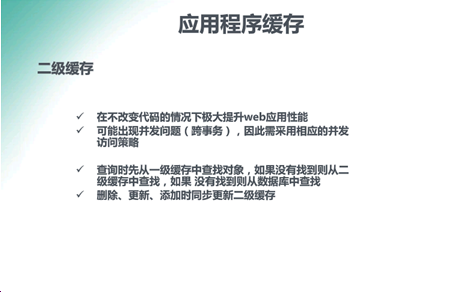 应用程序缓存
二级缓存
✓ 在不改变代码的情况下极大提升web应用性能
✓ 可能出现并发问题（跨事务），因此需采用相应的并发
访问策略
✓ 查询时先从一级缓存中查找对象，如果没有找到则从二
级缓存中查找，如果 没有找到则从数据库中查找
✓ 删除、更新、添加时同步更新二级缓存